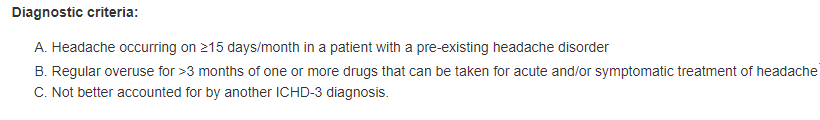 Diagnostic criteria:
A. Headache occurring on ≥15 days/month in a patient with a pre-existing headache disorder
B. Regular overuse for >3 months of one or more drugs that can be taken for acute and/or symptomatic treatment of headache
C. Not better accounted for by another ICHD-3 diagnosis.